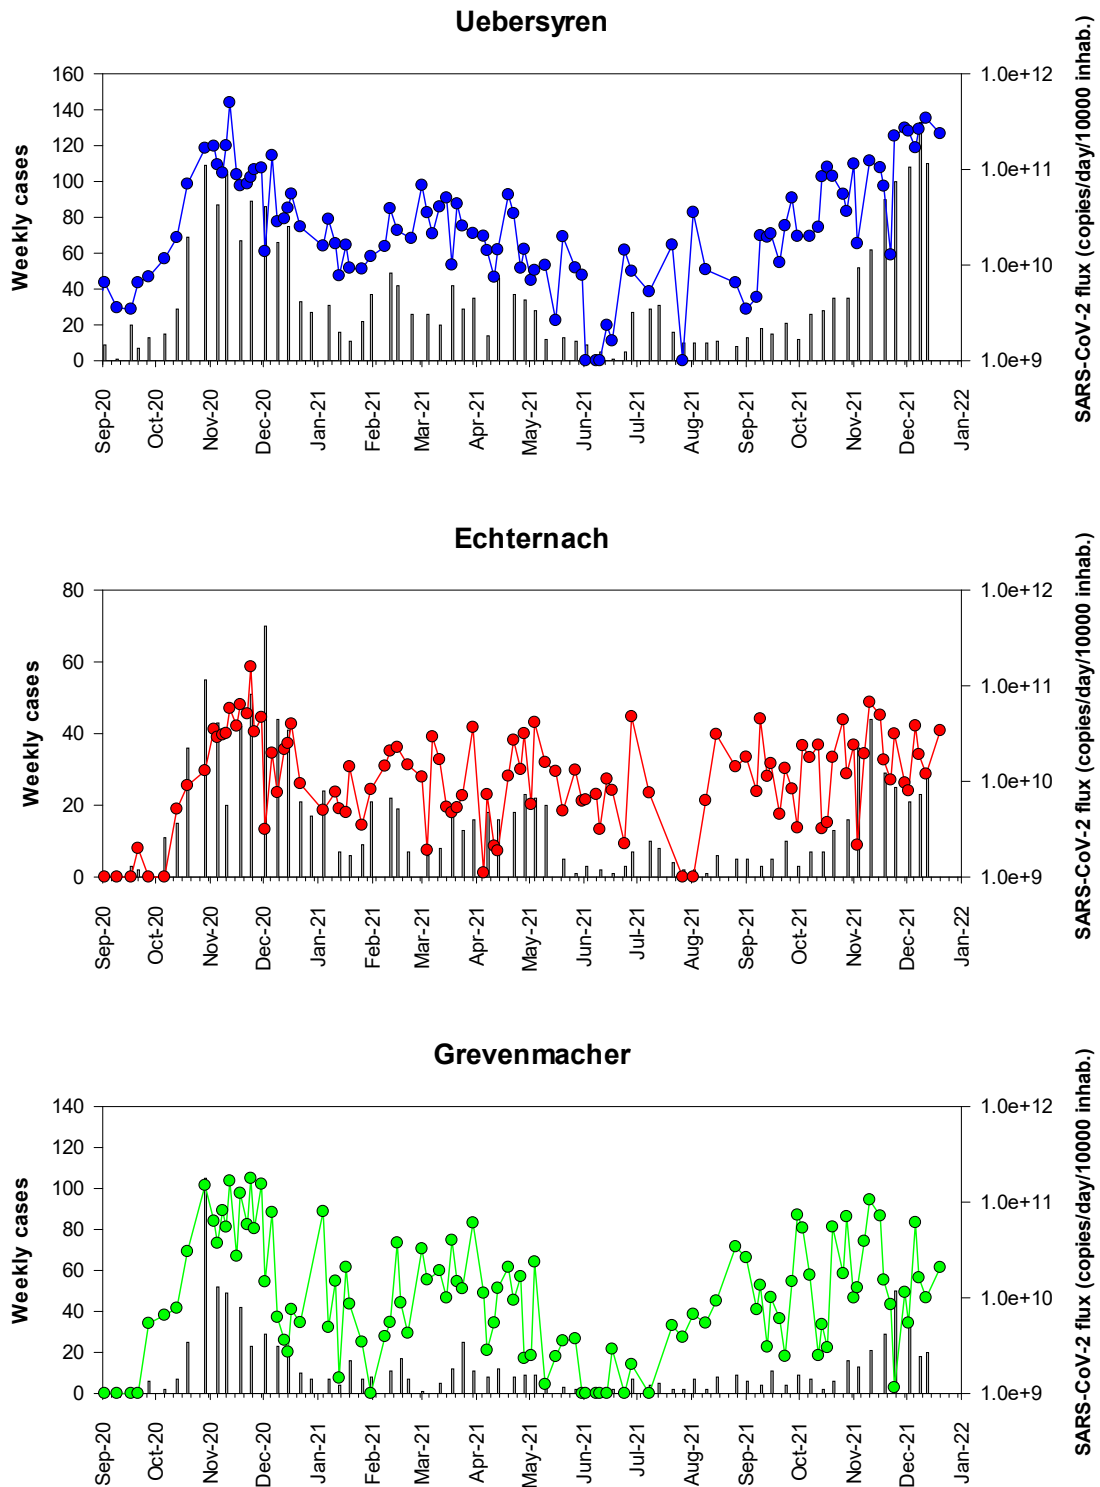 Uebersyren
Weekly cases
SARS-CoV-2 flux (copies/day/10000 inhab.)
160
140
120
100
80
60
40
20
0
1.0e+12
1.0e+11
1.0e+10
1.0e+9
Sep-20
Oct-20
Nov-20
Dec-20
Jan-21
Feb-21
Mar-21
Apr-21
May-21
Jun-21
Jul-21
Aug-21
Sep-21
Oct-21
Nov-21
Dec-21
Jan-22
Echternach
Weekly cases
SARS-CoV-2 flux (copies/day/10000 inhab.)
80
60
40
20
0
1.0e+12
1.0e+11
1.0e+10
1.0e+9
Sep-20
Oct-20
Nov-20
Dec-20
Jan-21
Feb-21
Mar-21
Apr-21
May-21
Jun-21
Jul-21
Aug-21
Sep-21
Oct-21
Nov-21
Dec-21
Jan-22
Grevenmacher
Weekly cases
SARS-CoV-2 flux (copies/day/10000 inhab.)
140
120
100
80
60
40
20
0
1.0e+12
1.0e+11
1.0e+10
1.0e+9
Sep-20
Oct-20
Nov-20
Dec-20
Jan-21
Feb-21
Mar-21
Apr-21
May-21
Jun-21
Jul-21
Aug-21
Sep-21
Oct-21
Nov-21
Dec-21
Jan-22